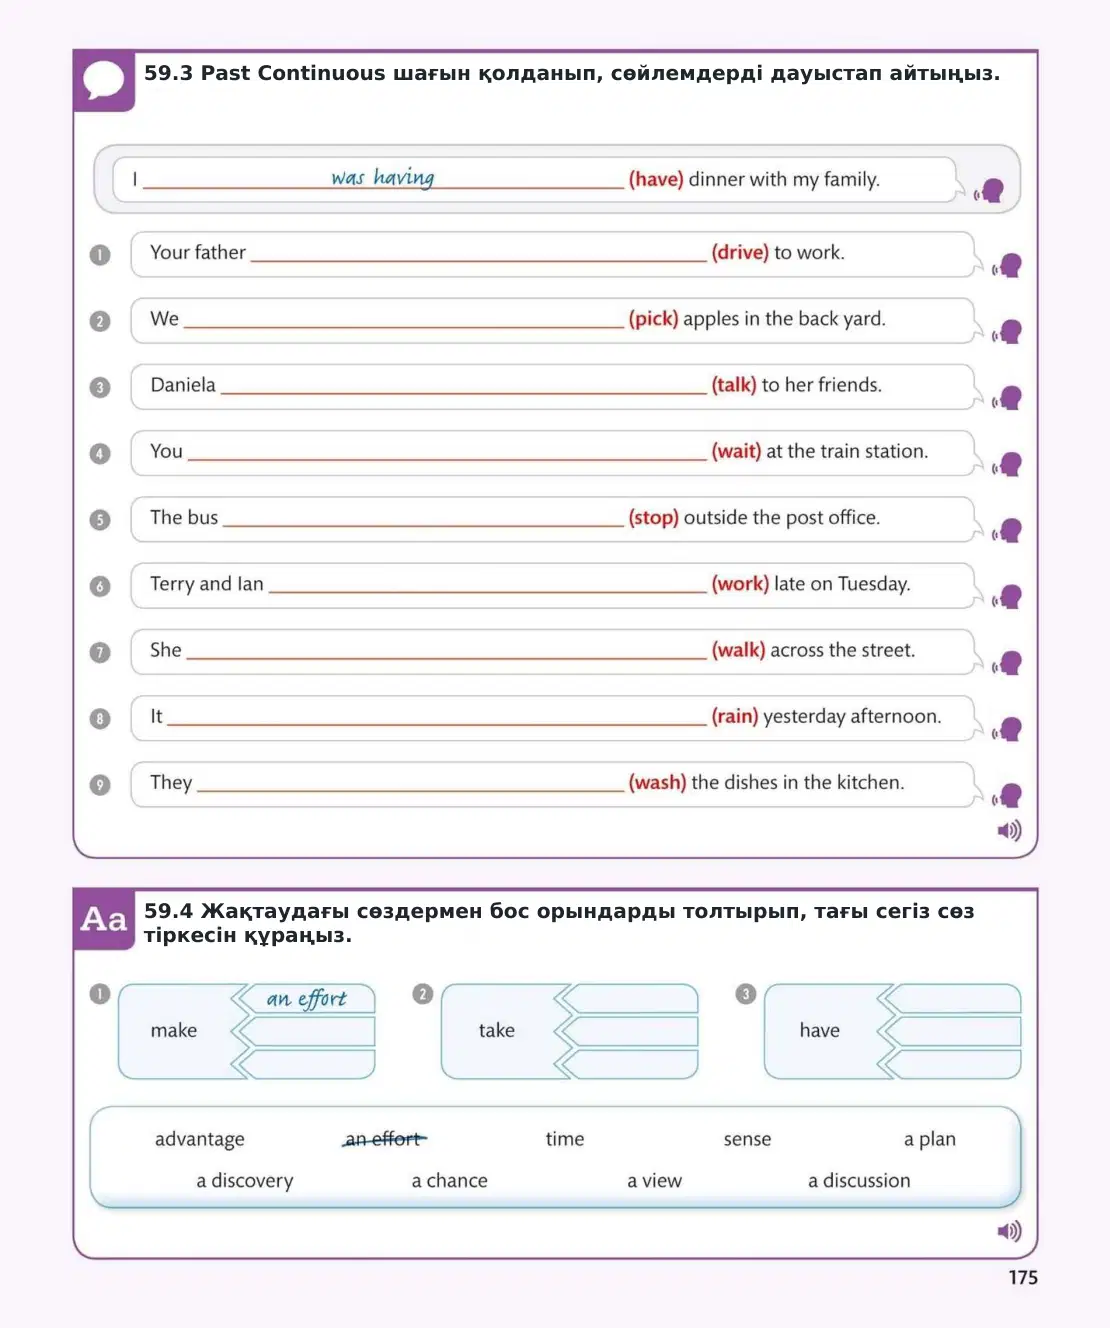 59.3 Past Continuous шағын қолданып, сөйлемдерді дауыстап айтыңыз.
I was having (have) dinner with my family.
1 Your father (drive) to work.
2 We (pick) apples in the back yard.
3 Daniela (talk) to her friends.
4 You (wait) at the train station.
5 The bus (stop) outside the post office.
6 Terry and Ian (work) late on Tuesday.
7 She (walk) across the street.
8 It (rain) yesterday afternoon.
9 They (wash) the dishes in the kitchen.
Aa 59.4 Жақтаудағы сөздермен бос орындарды толтырып, тағы сегіз сөз
тіркесін құраңыз.
1 make an effort
2 take
3 have
advantage an effort time sense a plan
a discovery a chance a view a discussion
175